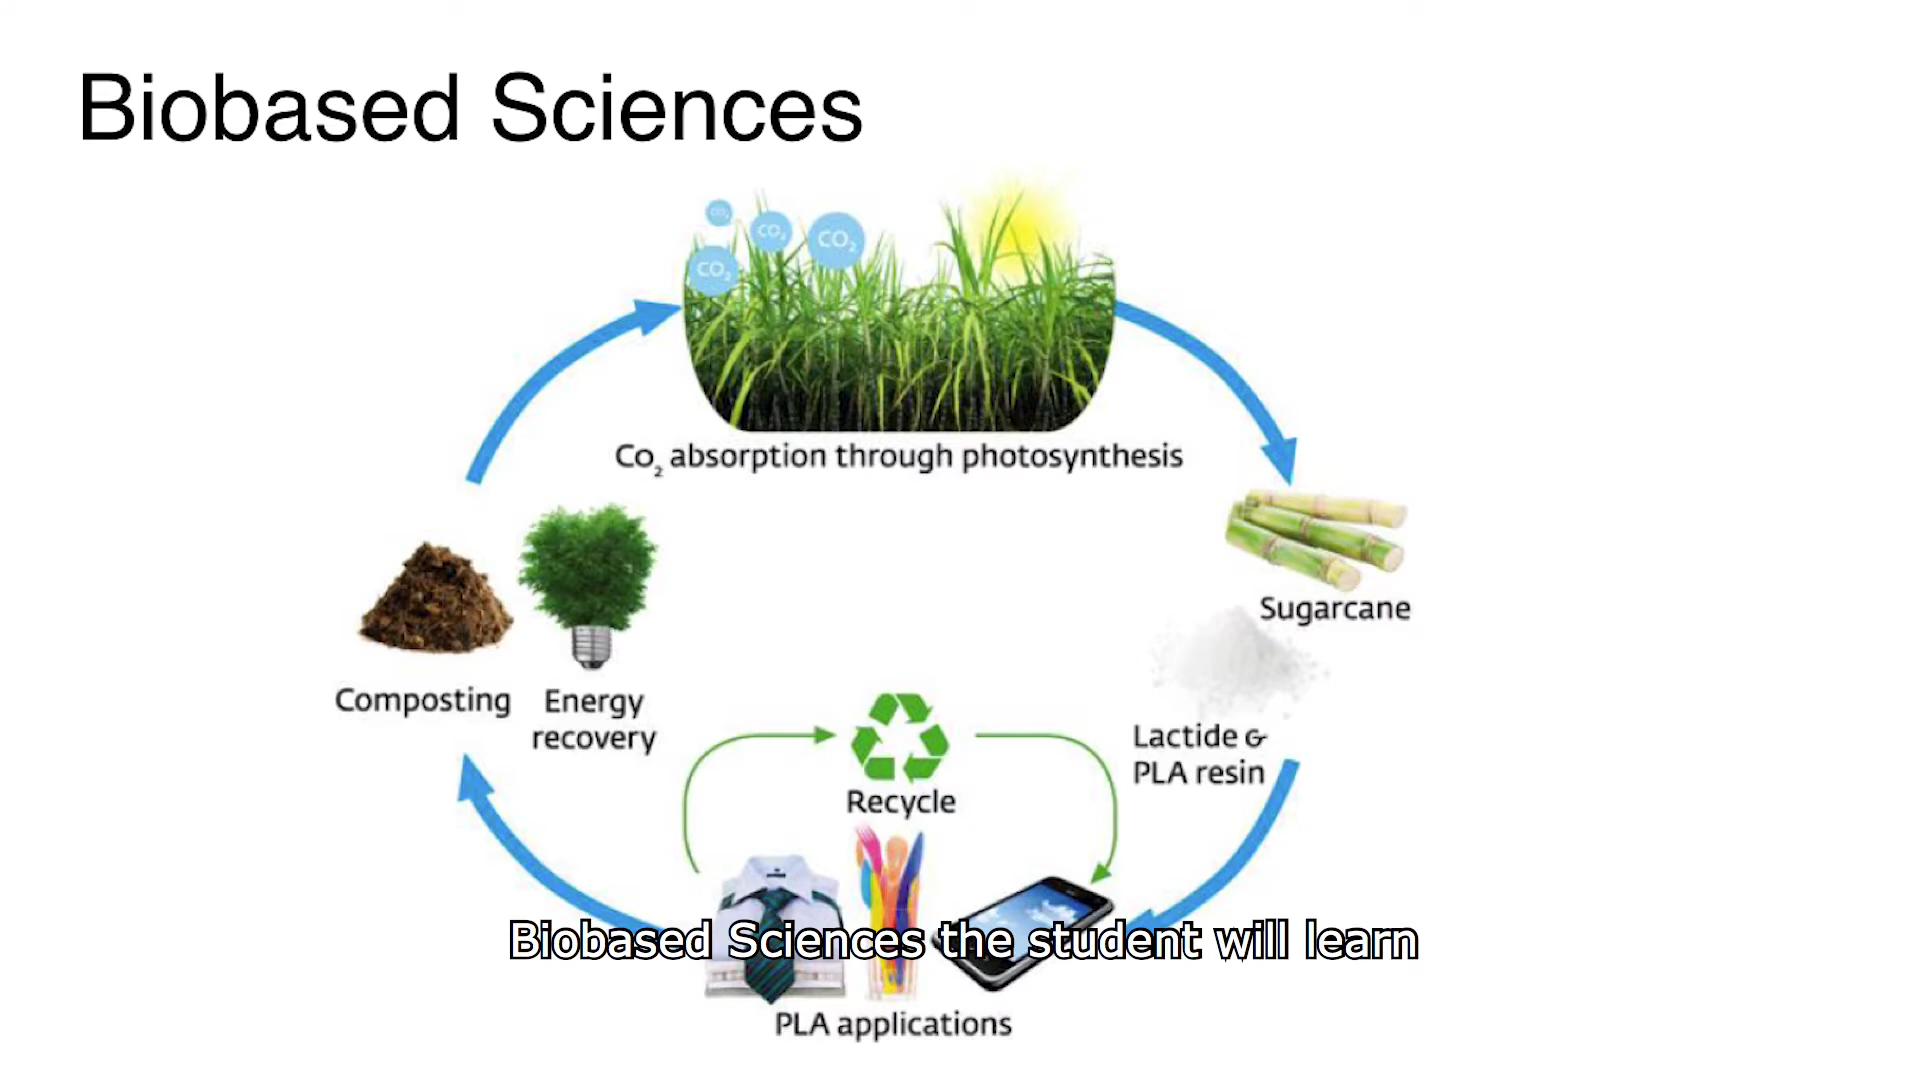 Biobased Sciences
CO₂
CO₂
CO₂
CO₂
Co₂ absorption through photosynthesis
Sugarcane
Composting
Energy
recovery
Lactide &
PLA resin
Recycle
Biobased Sciences the student will learn
PLA applications